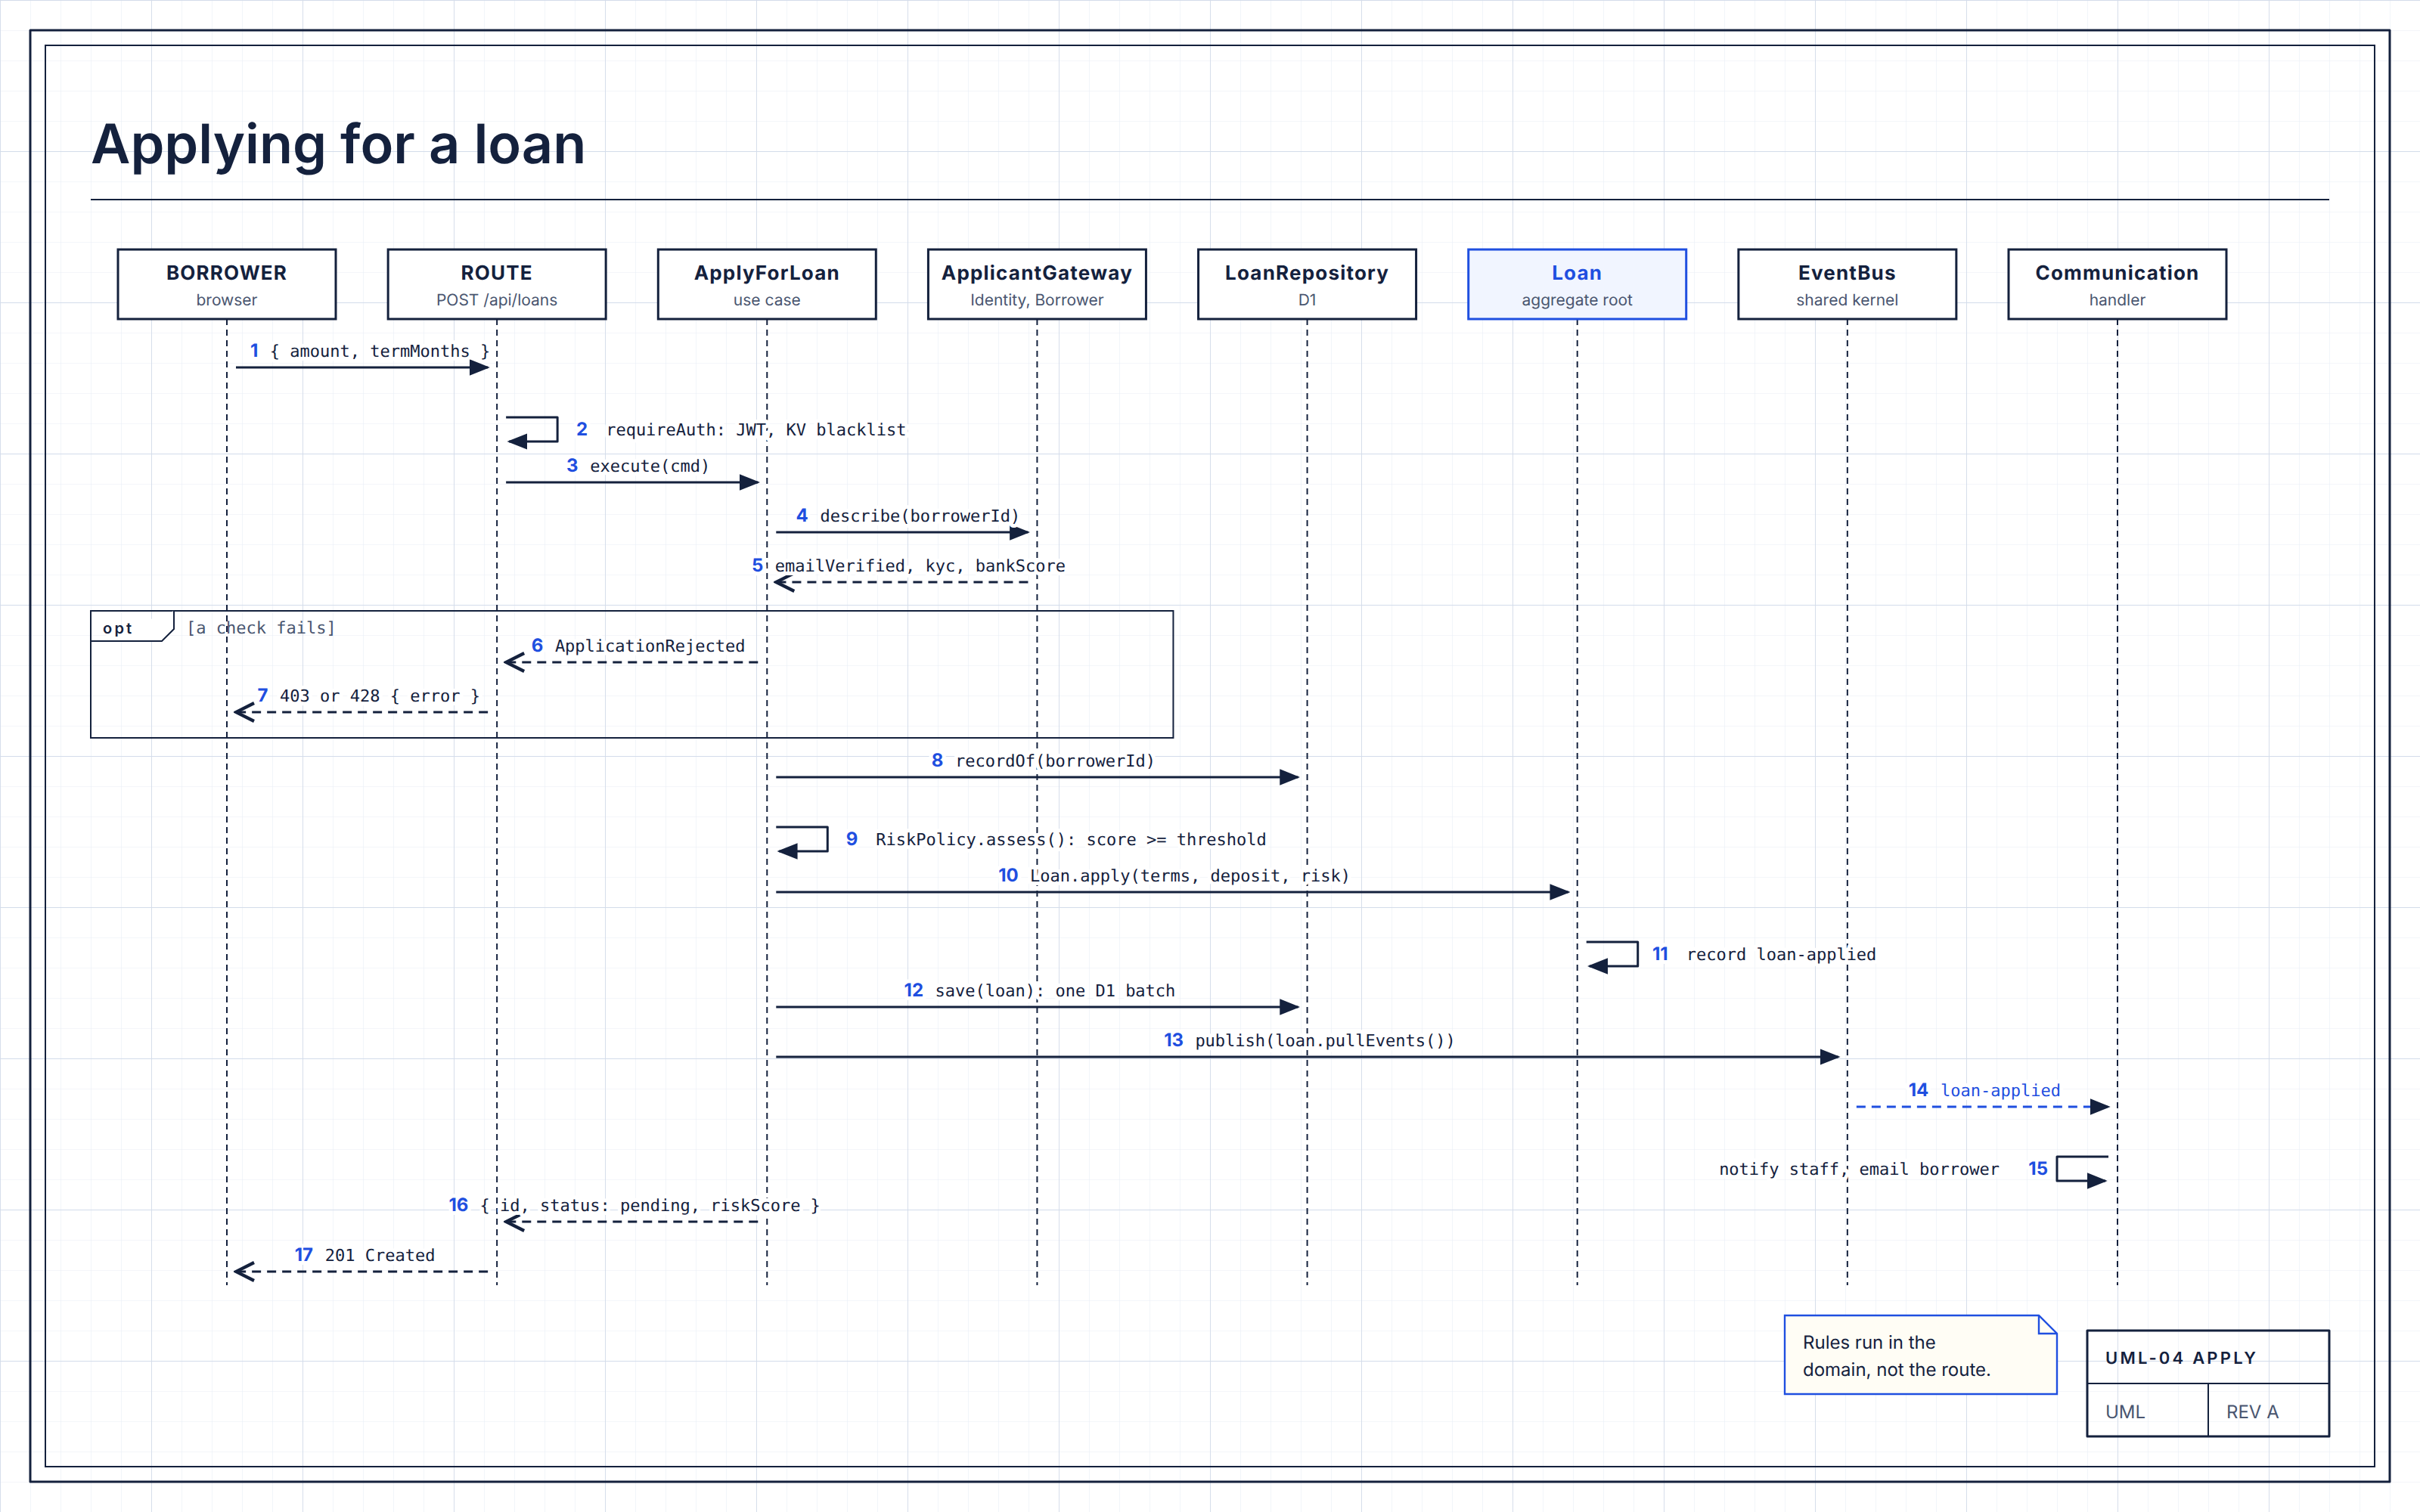 Applying for a loan
BORROWER
browser
ROUTE
POST /api/loans
ApplyForLoan
use case
ApplicantGateway
Identity, Borrower
LoanRepository
D1
Loan
aggregate root
EventBus
shared kernel
Communication
handler
1 { amount, termMonths }
2 requireAuth: JWT, KV blacklist
3 execute(cmd)
4 describe(borrowerId)
5 emailVerified, kyc, bankScore
opt [a check fails]
6 ApplicationRejected
7 403 or 428 { error }
8 recordOf(borrowerId)
9 RiskPolicy.assess(): score >= threshold
10 Loan.apply(terms, deposit, risk)
11 record loan-applied
12 save(loan): one D1 batch
13 publish(loan.pullEvents())
14 loan-applied
notify staff, email borrower 15
16 { id, status: pending, riskScore }
17 201 Created
Rules run in the
domain, not the route.
UML-04 APPLY
UML
REV A